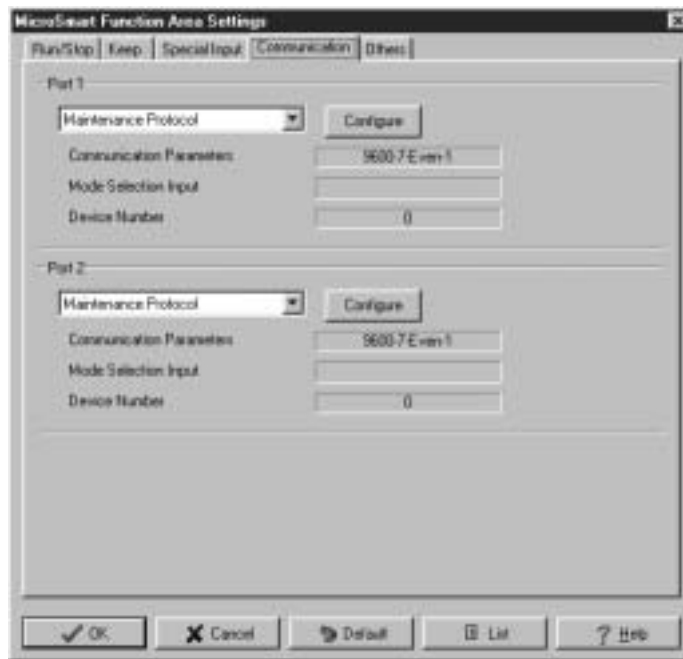 MicroSmart Function Area Settings
Run/Stop Keep Special Input Communication Others
Port 1
Maintenance Protocol Configure
Communication Parameters 9600-7-Even-1
Mode Selection Input
Device Number 0
Port 2
Maintenance Protocol Configure
Communication Parameters 9600-7-Even-1
Mode Selection Input
Device Number 0
OK Cancel Default List ? Help